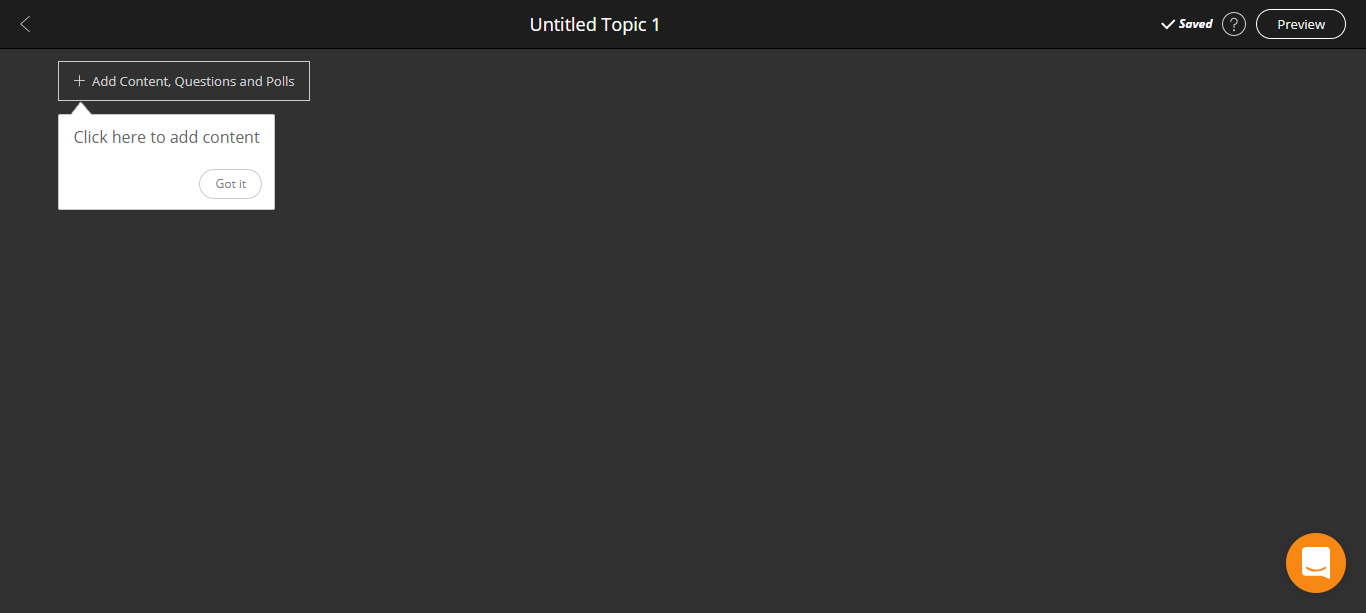 Untitled Topic 1
Saved
?
Preview
+ Add Content, Questions and Polls
Click here to add content
Got it